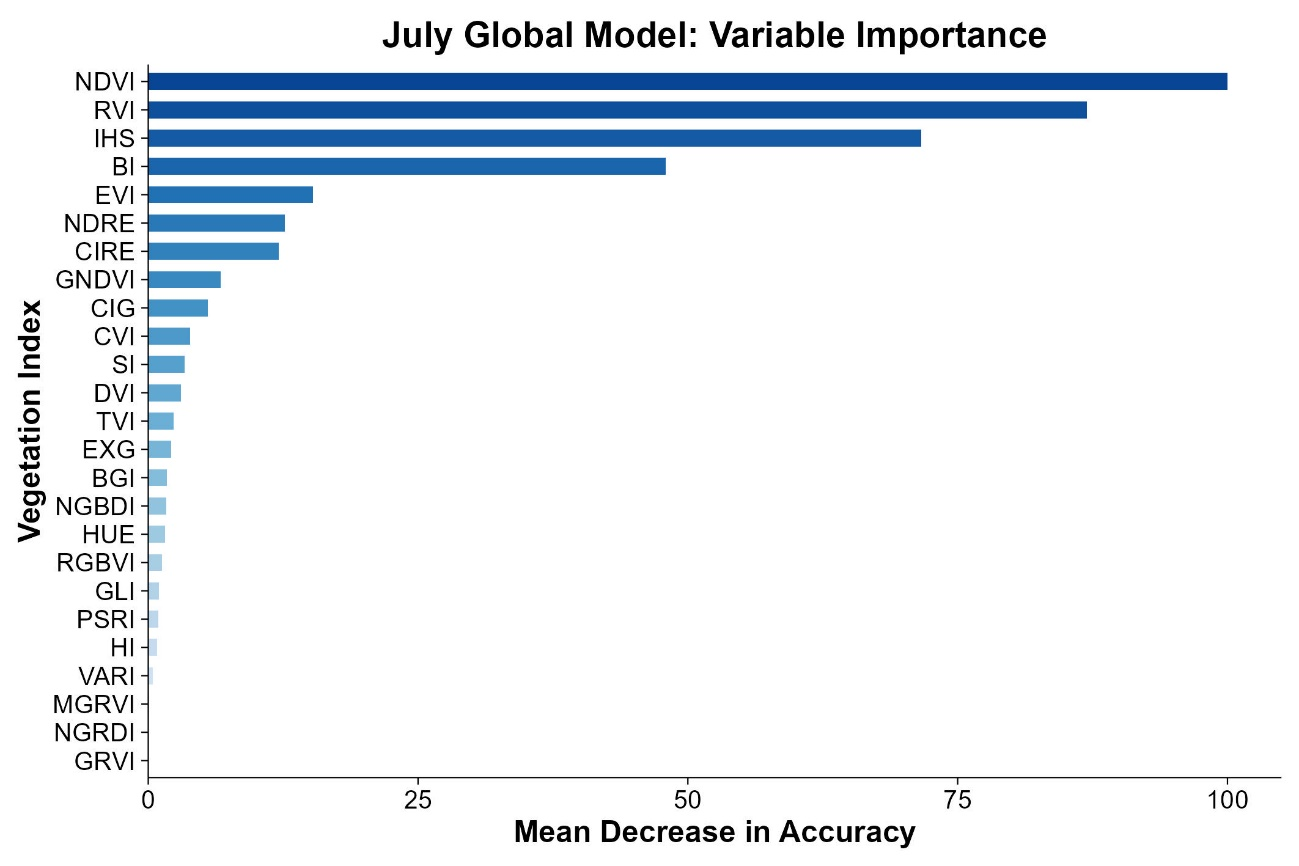 July Global Model: Variable Importance
Vegetation Index
NDVI
RVI
IHS
BI
EVI
NDRE
CIRE
GNDVI
CIG
CVI
SI
DVI
TVI
EXG
BGI
NGBDI
HUE
RGBVI
GLI
PSRI
HI
VARI
MGRVI
NGRDI
GRVI
0 25 50 75 100
Mean Decrease in Accuracy